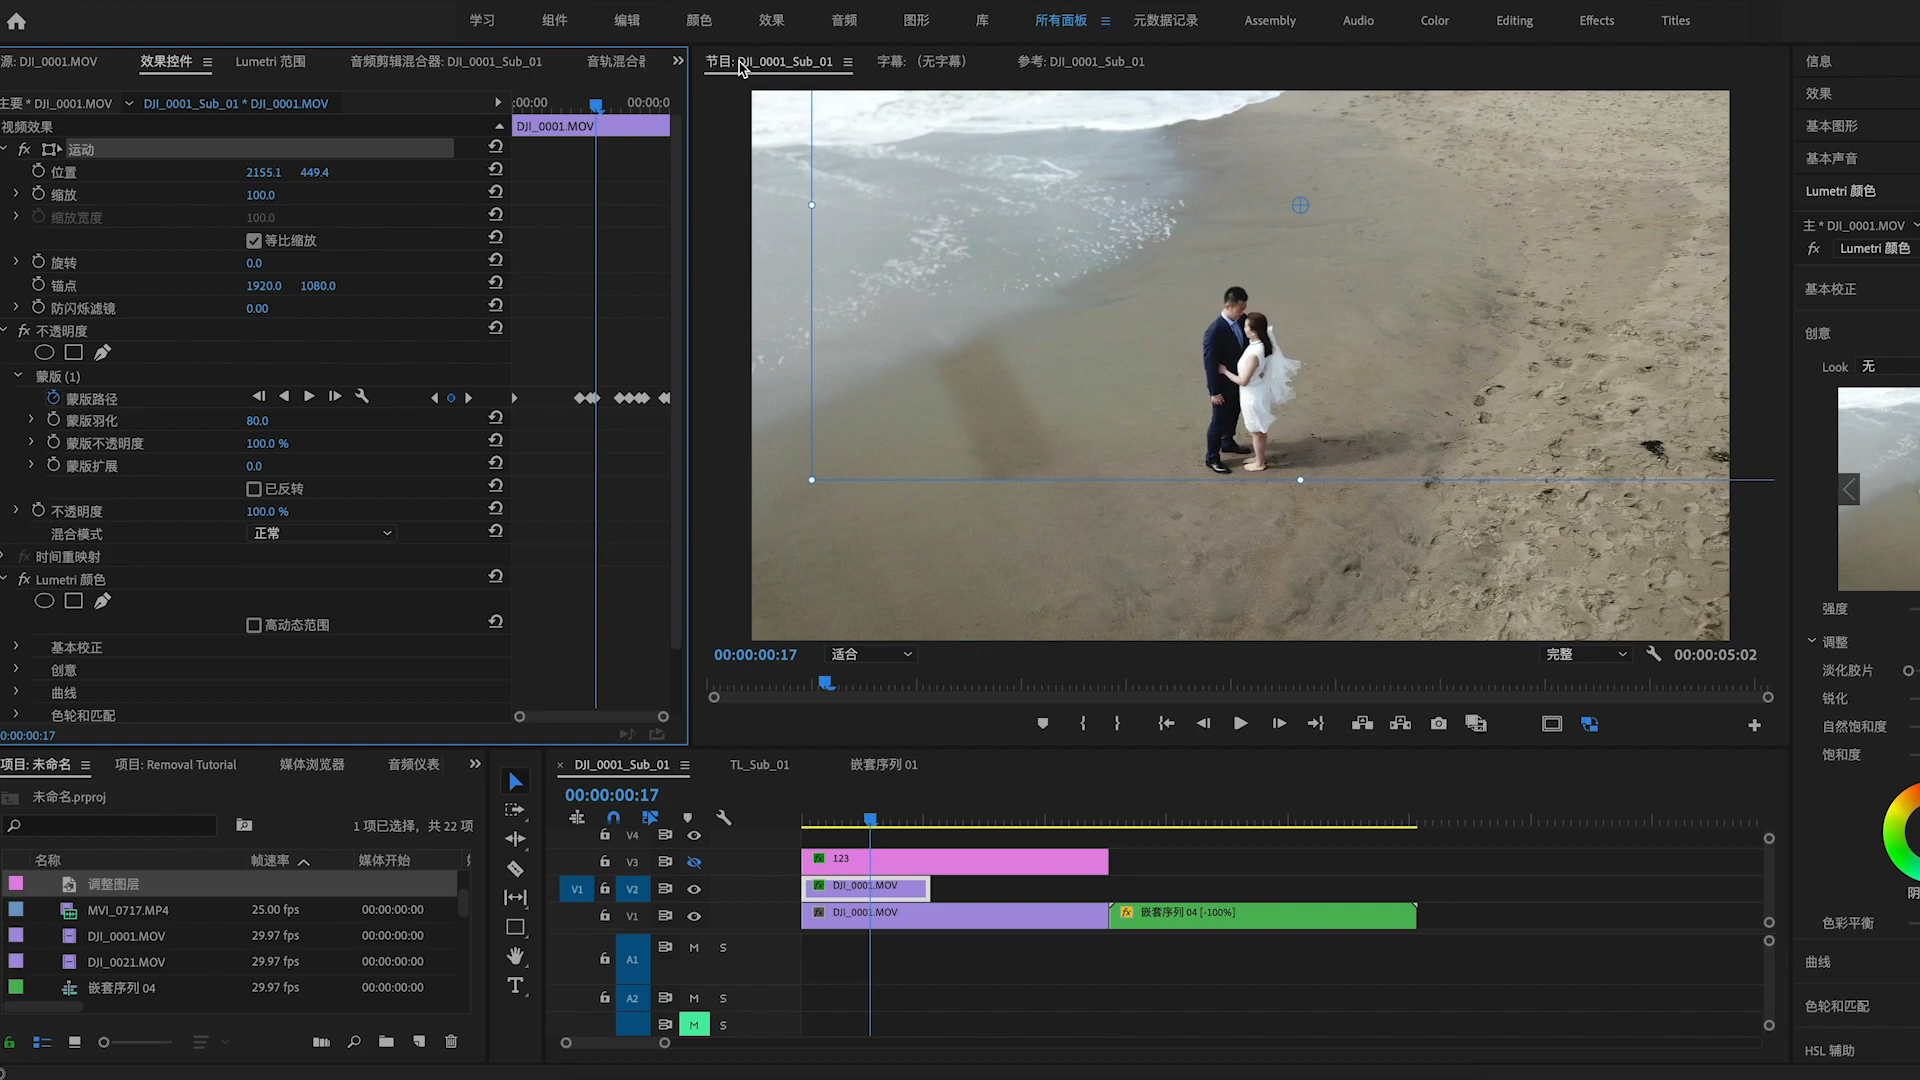 学习 组件 编辑 颜色 效果 音频 图形 库 所有面板 元数据记录 Assembly Audio Color Editing Effects Titles
源: DJI_0001.MOV 效果控件 Lumetri 范围 音频剪辑混合器: DJI_0001_Sub_01 音轨混合器
节目: DJI_0001_Sub_01 字幕: (无字幕) 参考: DJI_0001_Sub_01
信息
效果
基本图形
基本声音
Lumetri 颜色
主 * DJI_0001.MOV
fx Lumetri 颜色
基本校正
创意
Look 无
强度
调整
淡化胶片
锐化
自然饱和度
饱和度
阴
色彩平衡
曲线
色轮和匹配
HSL 辅助
主要 * DJI_0001.MOV DJI_0001_Sub_01 * DJI_0001.MOV
:00:00 00:00:0
视频效果 DJI_0001.MOV
fx 运动
位置 2155.1 449.4
缩放 100.0
缩放宽度 100.0
等比缩放
旋转 0.0
锚点 1920.0 1080.0
防闪烁滤镜 0.00
fx 不透明度
蒙版 (1)
蒙版路径
蒙版羽化 80.0
蒙版不透明度 100.0 %
蒙版扩展 0.0
已反转
不透明度 100.0 %
混合模式 正常
fx 时间重映射
fx Lumetri 颜色
高动态范围
基本校正
创意
曲线
色轮和匹配
0:00:00:17
00:00:00:17 适合 完整 00:00:05:02
项目: 未命名 项目: Removal Tutorial 媒体浏览器 音频仪表
未命名.prproj
1 项已选择，共 22 项
名称 帧速率 媒体开始
调整图层
MVI_0717.MP4 25.00 fps 00:00:00:00
DJI_0001.MOV 29.97 fps 00:00:00:00
DJI_0021.MOV 29.97 fps 00:00:00:00
嵌套序列 04 29.97 fps 00:00:00:00
× DJI_0001_Sub_01 TL_Sub_01 嵌套序列 01
00:00:00:17
V4
V3 fx 123
V1 V2 fx DJI_0001.MOV
V1 fx DJI_0001.MOV fx 嵌套序列 04 [-100%]
A1 M S
A2 M S
M S
T